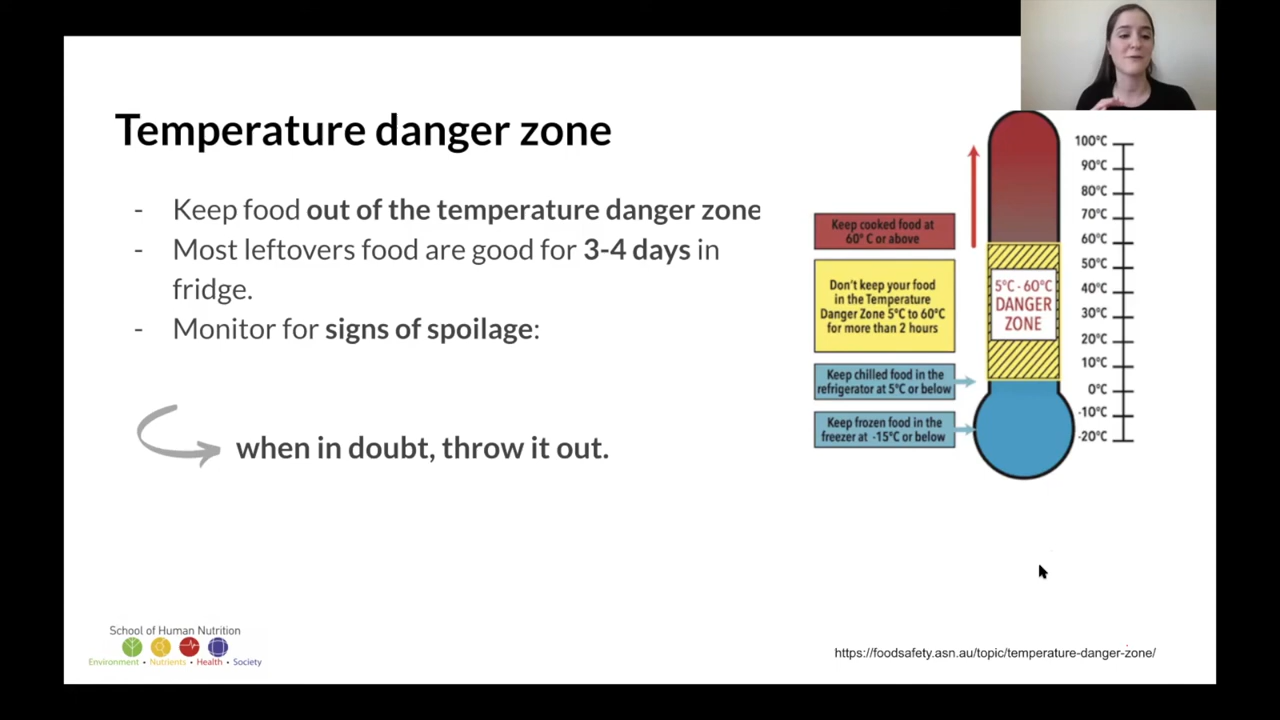 Temperature danger zone
- Keep food out of the temperature danger zone
- Most leftovers food are good for 3-4 days in
fridge.
- Monitor for signs of spoilage:
when in doubt, throw it out.
Keep cooked food at
60° C or above
Don't keep your food
in the Temperature
Danger Zone 5°C to 60°C
for more than 2 hours
Keep chilled food in the
refrigerator at 5°C or below
Keep frozen food in the
freezer at -15°C or below
5°C - 60°C
DANGER
ZONE
100°C
90°C
80°C
70°C
60°C
50°C
40°C
30°C
20°C
10°C
0°C
-10°C
-20°C
School of Human Nutrition
Environment • Nutrients • Health • Society
https://foodsafety.asn.au/topic/temperature-danger-zone/